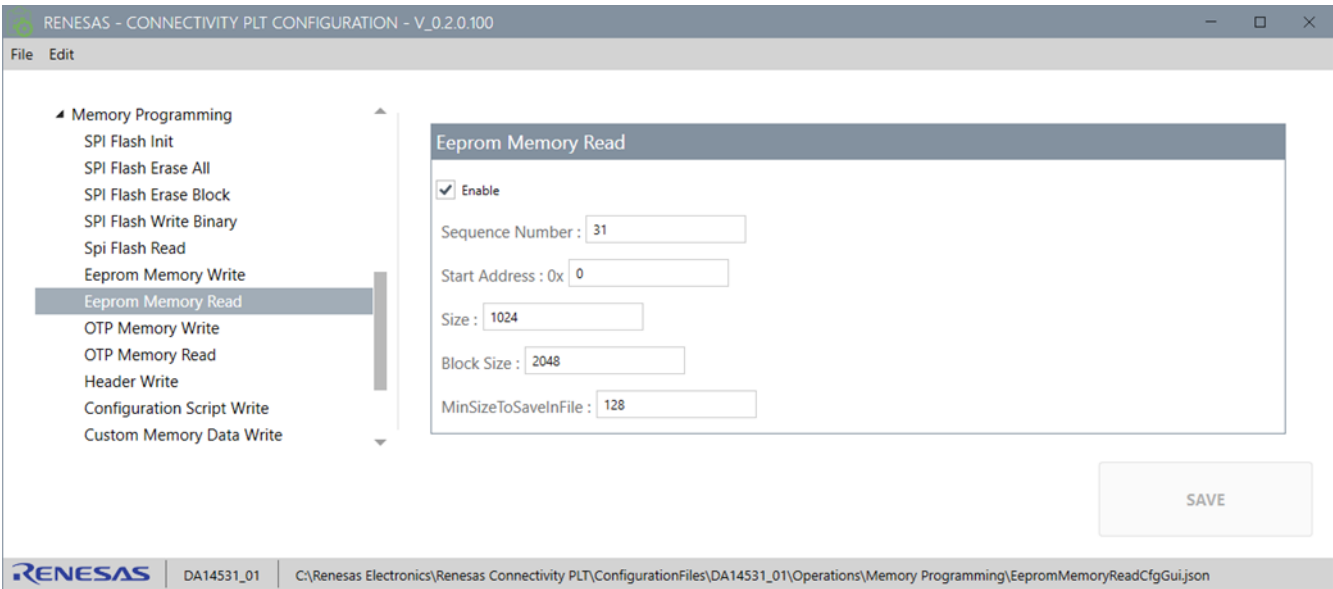 RENESAS - CONNECTIVITY PLT CONFIGURATION - V_0.2.0.100
File Edit
Memory Programming
SPI Flash Init
SPI Flash Erase All
SPI Flash Erase Block
SPI Flash Write Binary
Spi Flash Read
Eeprom Memory Write
Eeprom Memory Read
OTP Memory Write
OTP Memory Read
Header Write
Configuration Script Write
Custom Memory Data Write
Eeprom Memory Read
Enable
Sequence Number : 31
Start Address : 0x 0
Size : 1024
Block Size : 2048
MinSizeToSaveInFile : 128
SAVE
RENESAS DA14531_01 C:\Renesas Electronics\Renesas Connectivity PLT\ConfigurationFiles\DA14531_01\Operations\Memory Programming\EepromMemoryReadCfgGui.json